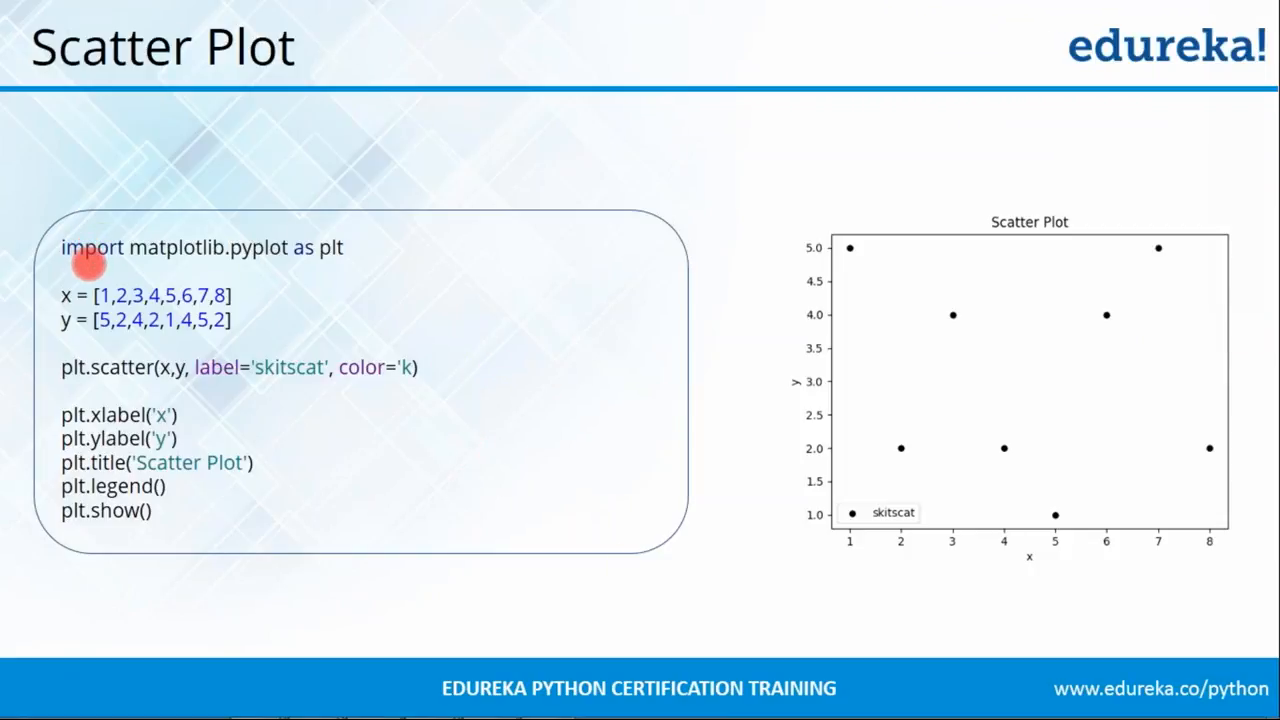 Scatter Plot
edureka!
import matplotlib.pyplot as plt
x = [1,2,3,4,5,6,7,8]
y = [5,2,4,2,1,4,5,2]
plt.scatter(x,y, label='skitscat', color='k)
plt.xlabel('x')
plt.ylabel('y')
plt.title('Scatter Plot')
plt.legend()
plt.show()
Scatter Plot
5.0
4.5
4.0
3.5
y
3.0
2.5
2.0
1.5
1.0
skitscat
1 2 3 4 5 6 7 8
x
EDUREKA PYTHON CERTIFICATION TRAINING
www.edureka.co/python